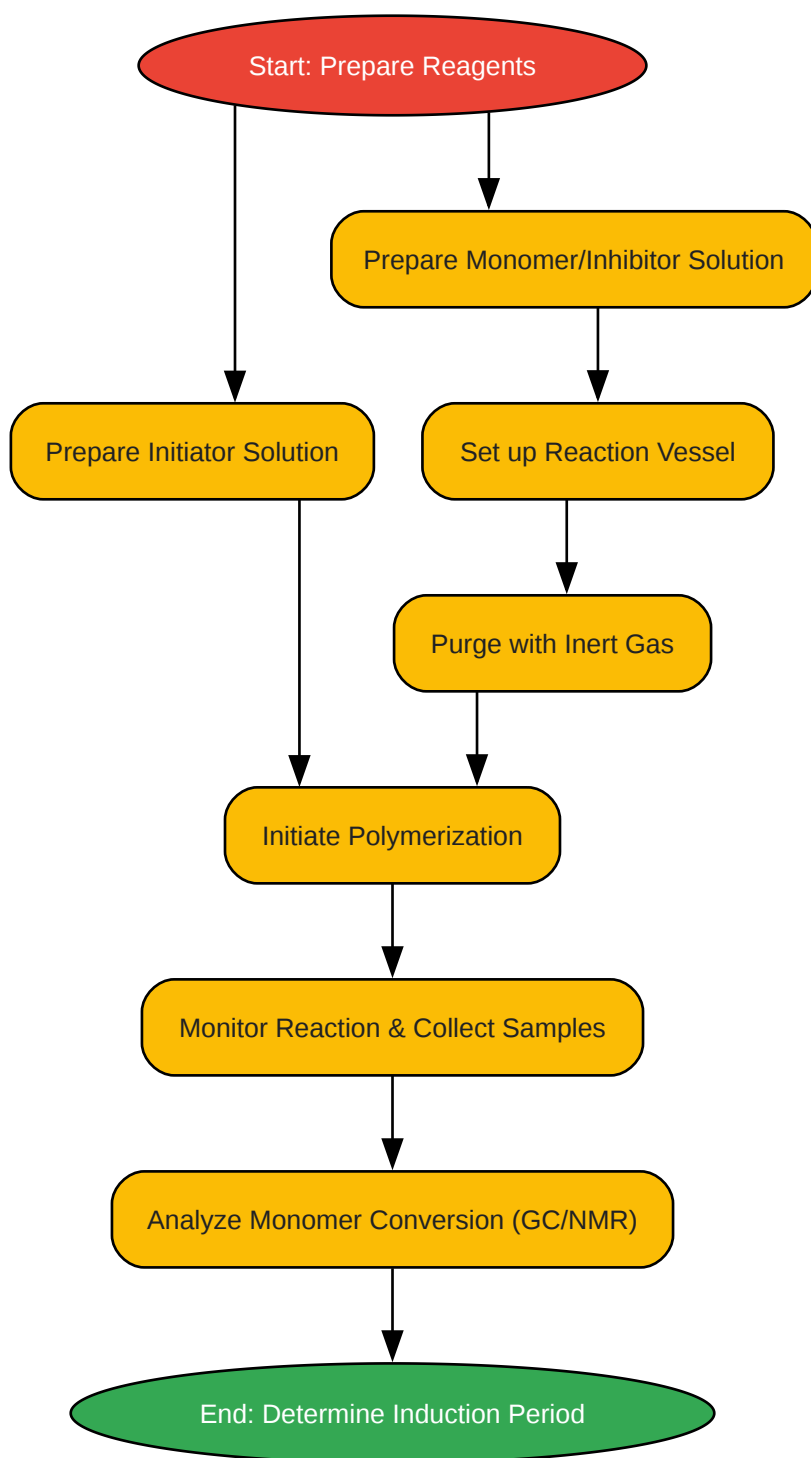 Start: Prepare Reagents
Prepare Monomer/Inhibitor Solution
Prepare Initiator Solution
Set up Reaction Vessel
Purge with Inert Gas
Initiate Polymerization
Monitor Reaction & Collect Samples
Analyze Monomer Conversion (GC/NMR)
End: Determine Induction Period